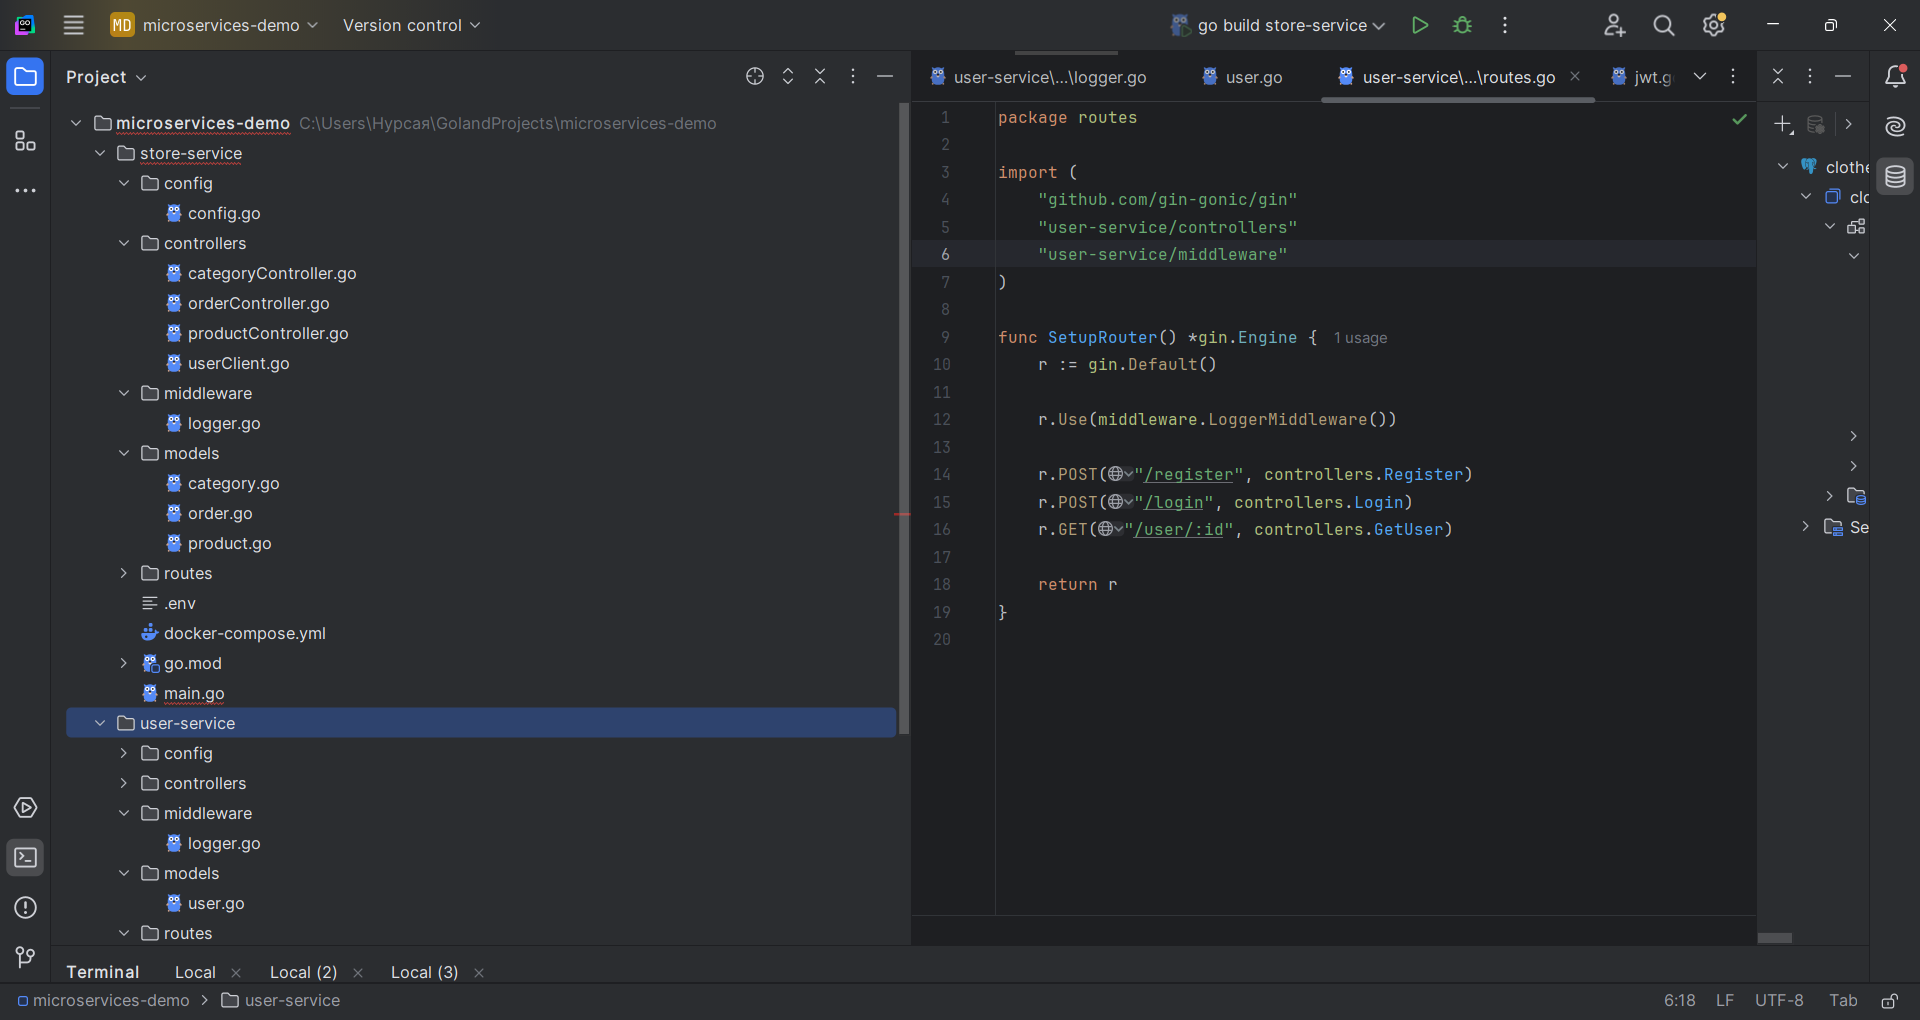 MD microservices-demo Version control go build store-service
Project
user-service\...\logger.go user.go user-service\...\routes.go jwt.g
microservices-demo C:\Users\Нурсая\GolandProjects\microservices-demo
store-service
config
config.go
controllers
categoryController.go
orderController.go
productController.go
userClient.go
middleware
logger.go
models
category.go
order.go
product.go
routes
.env
docker-compose.yml
go.mod
main.go
user-service
config
controllers
middleware
logger.go
models
user.go
routes
1 package routes
2
3 import (
4 "github.com/gin-gonic/gin"
5 "user-service/controllers"
6 "user-service/middleware"
7 )
8
9 func SetupRouter() *gin.Engine { 1 usage
10 r := gin.Default()
11
12 r.Use(middleware.LoggerMiddleware())
13
14 r.POST("/register", controllers.Register)
15 r.POST("/login", controllers.Login)
16 r.GET("/user/:id", controllers.GetUser)
17
18 return r
19 }
20
clothe
clo
Se
Terminal Local Local (2) Local (3)
microservices-demo > user-service 6:18 LF UTF-8 Tab